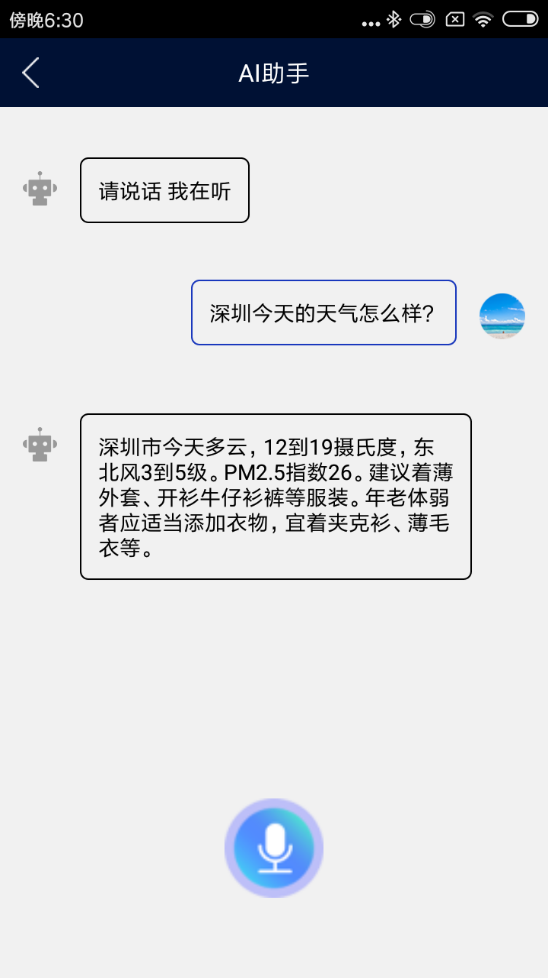 傍晚6:30
AI助手
请说话 我在听
深圳今天的天气怎么样?
深圳市今天多云，12到19摄氏度，东
北风3到5级。PM2.5指数26。建议着薄
外套、开衫牛仔衫裤等服装。年老体弱
者应适当添加衣物，宜着夹克衫、薄毛
衣等。